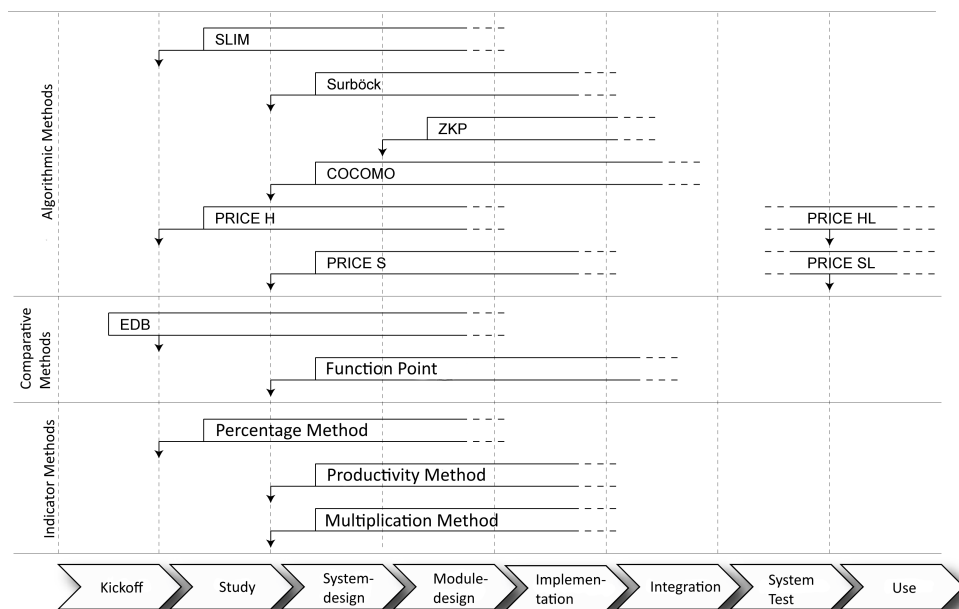 Algorithmic Methods
SLIM
Surböck
ZKP
COCOMO
PRICE H
PRICE HL
PRICE S
PRICE SL
Comparative
Methods
EDB
Function Point
Indicator Methods
Percentage Method
Productivity Method
Multiplication Method
Kickoff
Study
System-
design
Module-
design
Implemen-
tation
Integration
System
Test
Use